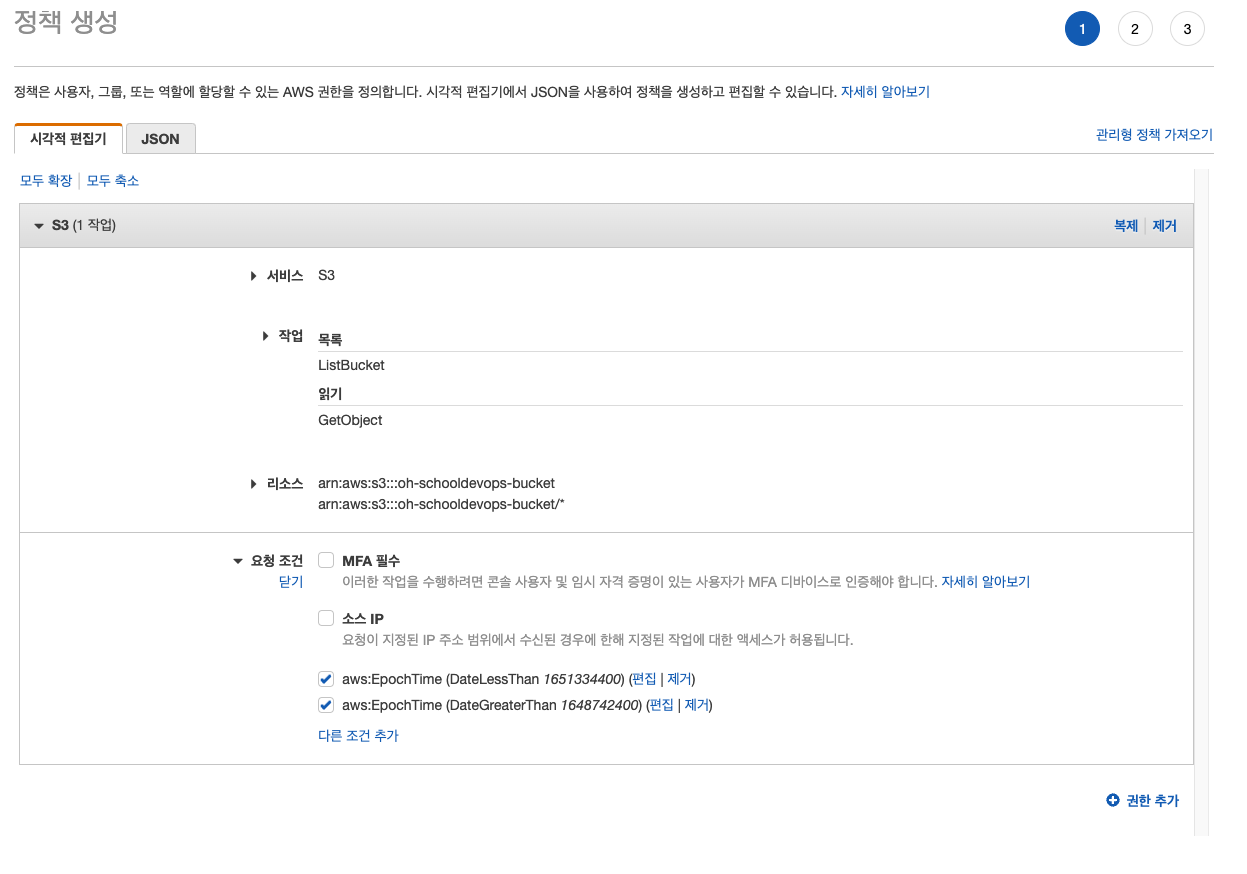 정책 생성
1 2 3
정책은 사용자, 그룹, 또는 역할에 할당할 수 있는 AWS 권한을 정의합니다. 시각적 편집기에서 JSON을 사용하여 정책을 생성하고 편집할 수 있습니다. 자세히 알아보기
시각적 편집기 JSON 관리형 정책 가져오기
모두 확장 모두 축소
S3 (1 작업) 복제 제거
서비스 S3
작업 목록
ListBucket
읽기
GetObject
리소스 arn:aws:s3:::oh-schooldevops-bucket
arn:aws:s3:::oh-schooldevops-bucket/*
요청 조건 MFA 필수
닫기 이러한 작업을 수행하려면 콘솔 사용자 및 임시 자격 증명이 있는 사용자가 MFA 디바이스로 인증해야 합니다. 자세히 알아보기
소스 IP
요청이 지정된 IP 주소 범위에서 수신된 경우에 한해 지정된 작업에 대한 액세스가 허용됩니다.
aws:EpochTime (DateLessThan 1651334400) (편집 | 제거)
aws:EpochTime (DateGreaterThan 1648742400) (편집 | 제거)
다른 조건 추가
권한 추가